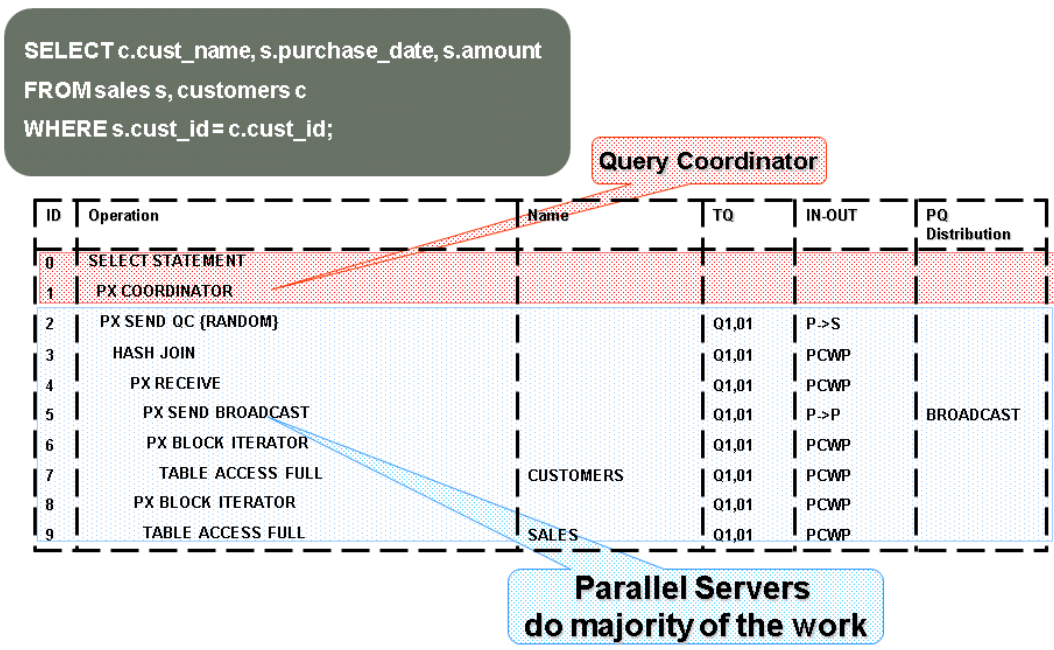 SELECT c.cust_name, s.purchase_date, s.amount
FROM sales s, customers c
WHERE s.cust_id = c.cust_id;
Query Coordinator
ID Operation Name TQ IN-OUT PQ Distribution
0 SELECT STATEMENT
1 PX COORDINATOR
2 PX SEND QC {RANDOM} Q1,01 P->S
3 HASH JOIN Q1,01 PCWP
4 PX RECEIVE Q1,01 PCWP
5 PX SEND BROADCAST Q1,01 P->P BROADCAST
6 PX BLOCK ITERATOR Q1,01 PCWP
7 TABLE ACCESS FULL CUSTOMERS Q1,01 PCWP
8 PX BLOCK ITERATOR Q1,01 PCWP
9 TABLE ACCESS FULL SALES Q1,01 PCWP
Parallel Servers
do majority of the work